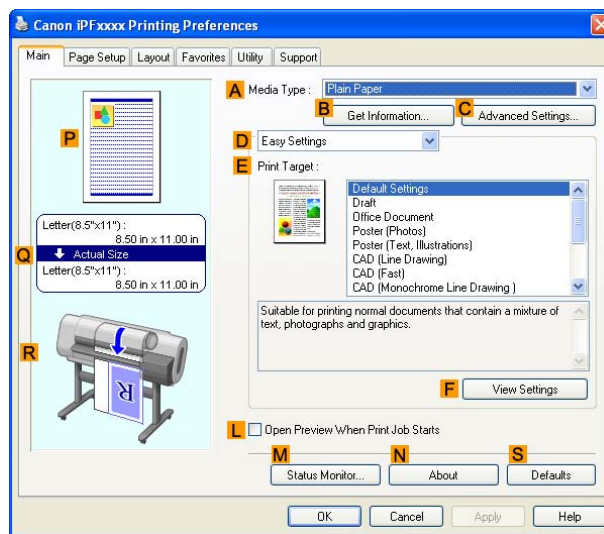 Canon iPFxxxx Printing Preferences
Main
Page Setup
Layout
Favorites
Utility
Support
A Media Type : Plain Paper
B Get Information...
C Advanced Settings...
D Easy Settings
E Print Target :
Default Settings
Draft
Office Document
Poster (Photos)
Poster (Text, Illustrations)
CAD (Line Drawing)
CAD (Fast)
CAD (Monochrome Line Drawing )
Suitable for printing normal documents that contain a mixture of
text, photographs and graphics.
F View Settings
P
Q
Letter(8.5"x11") :
8.50 in x 11.00 in
Actual Size
Letter(8.5"x11") :
8.50 in x 11.00 in
R
R
L Open Preview When Print Job Starts
M Status Monitor...
N About
S Defaults
OK
Cancel
Apply
Help